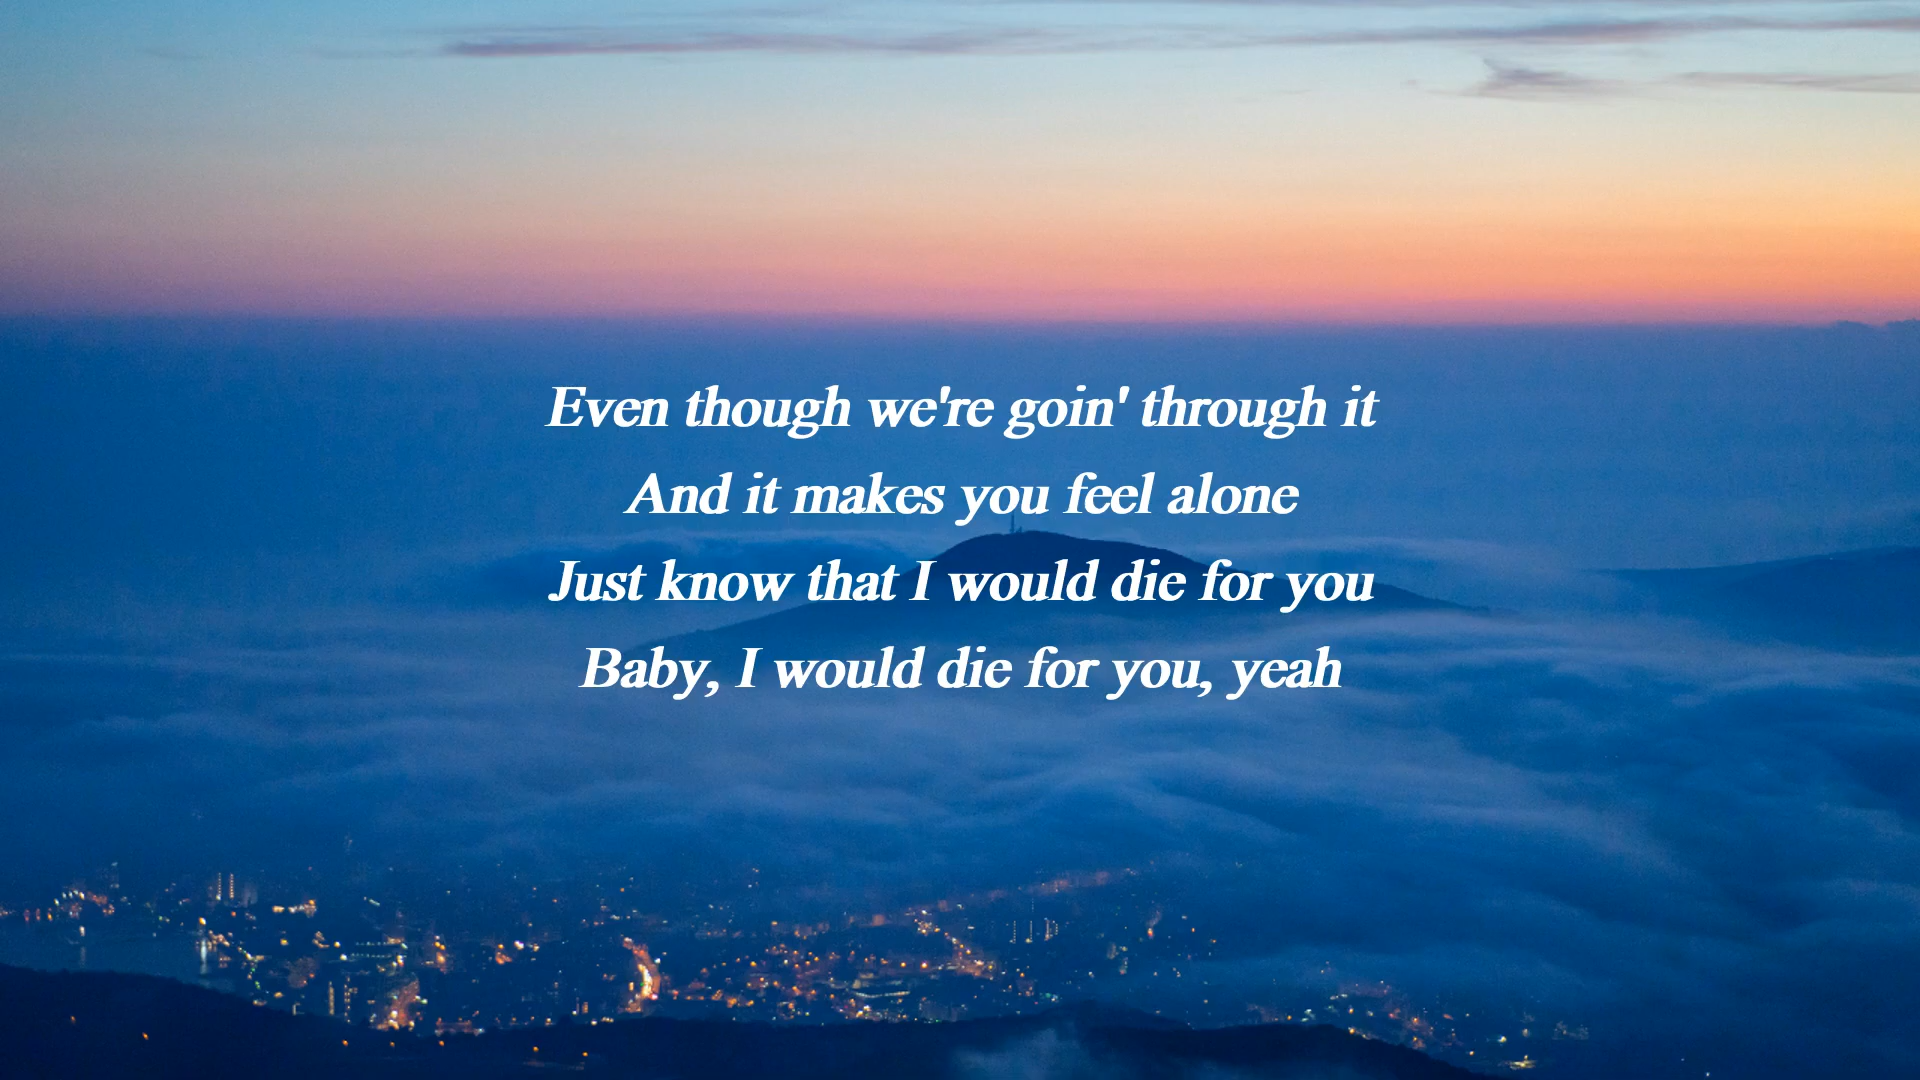 Even though we're goin' through it
And it makes you feel alone
Just know that I would die for you
Baby, I would die for you, yeah